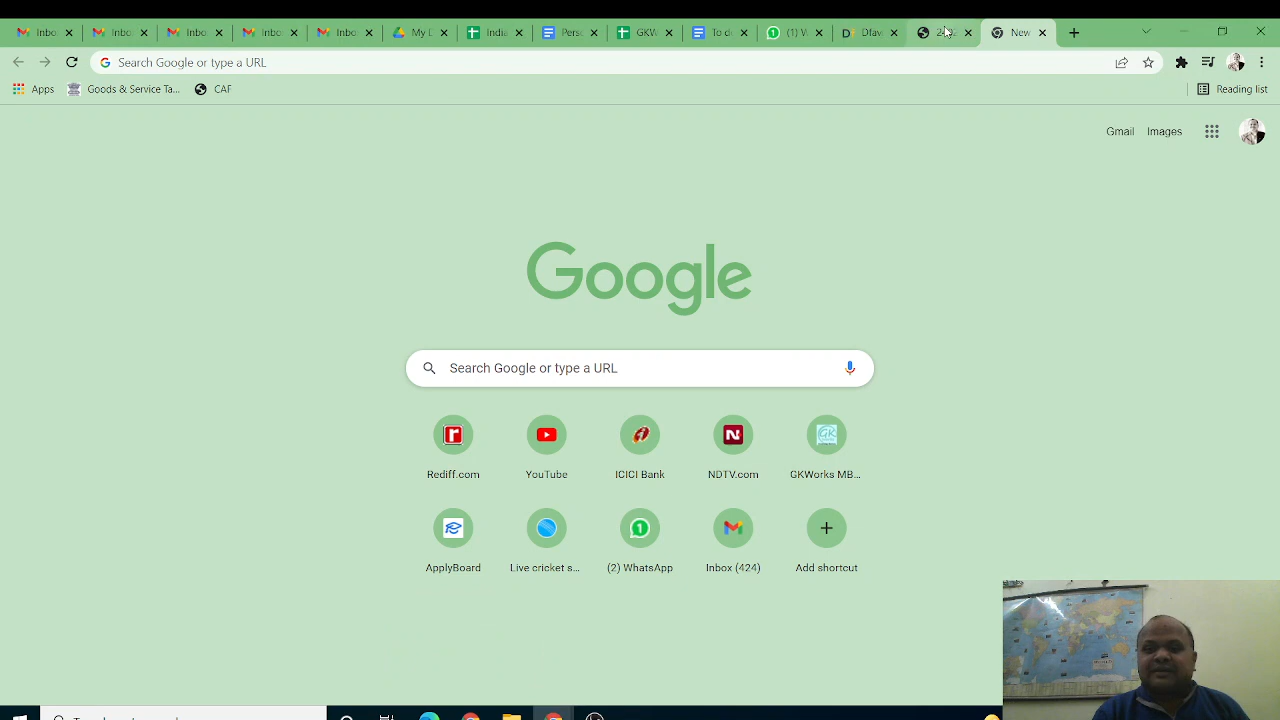 Inbo
Inbo
Inbo
Inbo
Inbo
My D
India
Perso
GKW
To d
(1) W
Dfav
New
Search Google or type a URL
Apps
Goods & Service Ta...
CAF
Reading list
Gmail
Images
Google
Search Google or type a URL
Rediff.com
YouTube
ICICI Bank
NDTV.com
GKWorks MB...
ApplyBoard
Live cricket s...
(2) WhatsApp
Inbox (424)
Add shortcut